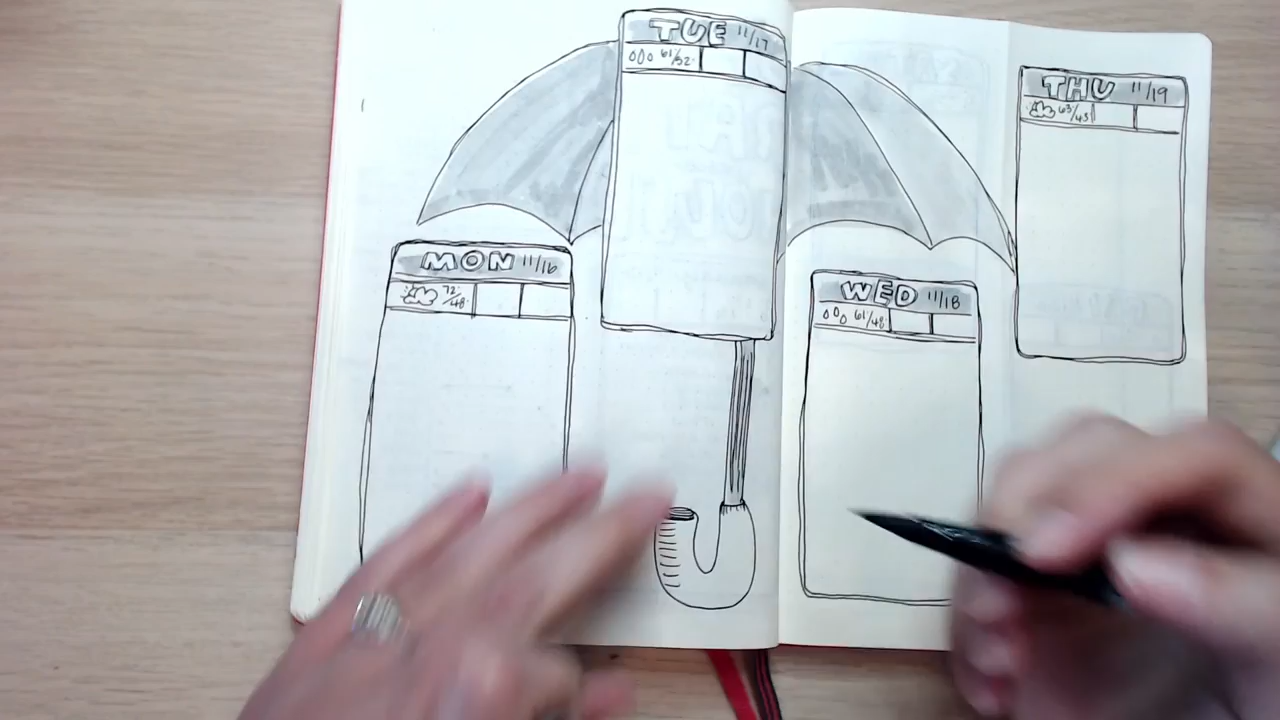 TUE 11/17
61/52
THU 11/19
63/45
MON 11/16
72/48
WED 11/18
61/48